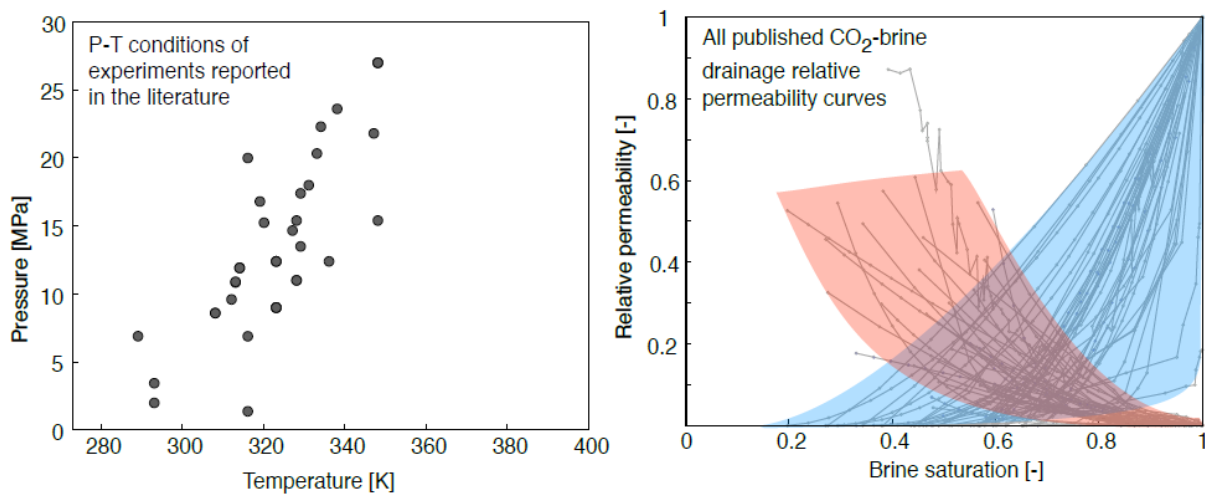 P-T conditions of
experiments reported
in the literature
30
25
20
15
10
5
0
Pressure [MPa]
280 300 320 340 360 380 400
Temperature [K]
All published CO₂-brine
drainage relative
permeability curves
1
0.8
0.6
0.4
0.2
Relative permeability [-]
0 0.2 0.4 0.6 0.8 1
Brine saturation [-]